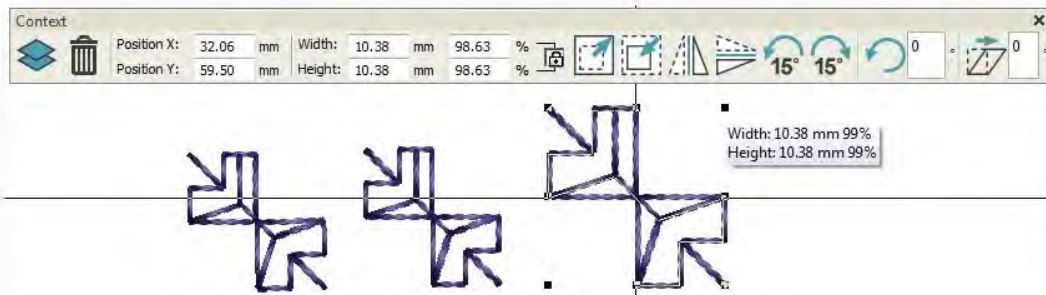 Context
Position X: 32.06 mm Width: 10.38 mm 98.63 %
Position Y: 59.50 mm Height: 10.38 mm 98.63 %
15° 15° 0 ° 0 °
Width: 10.38 mm 99%
Height: 10.38 mm 99%